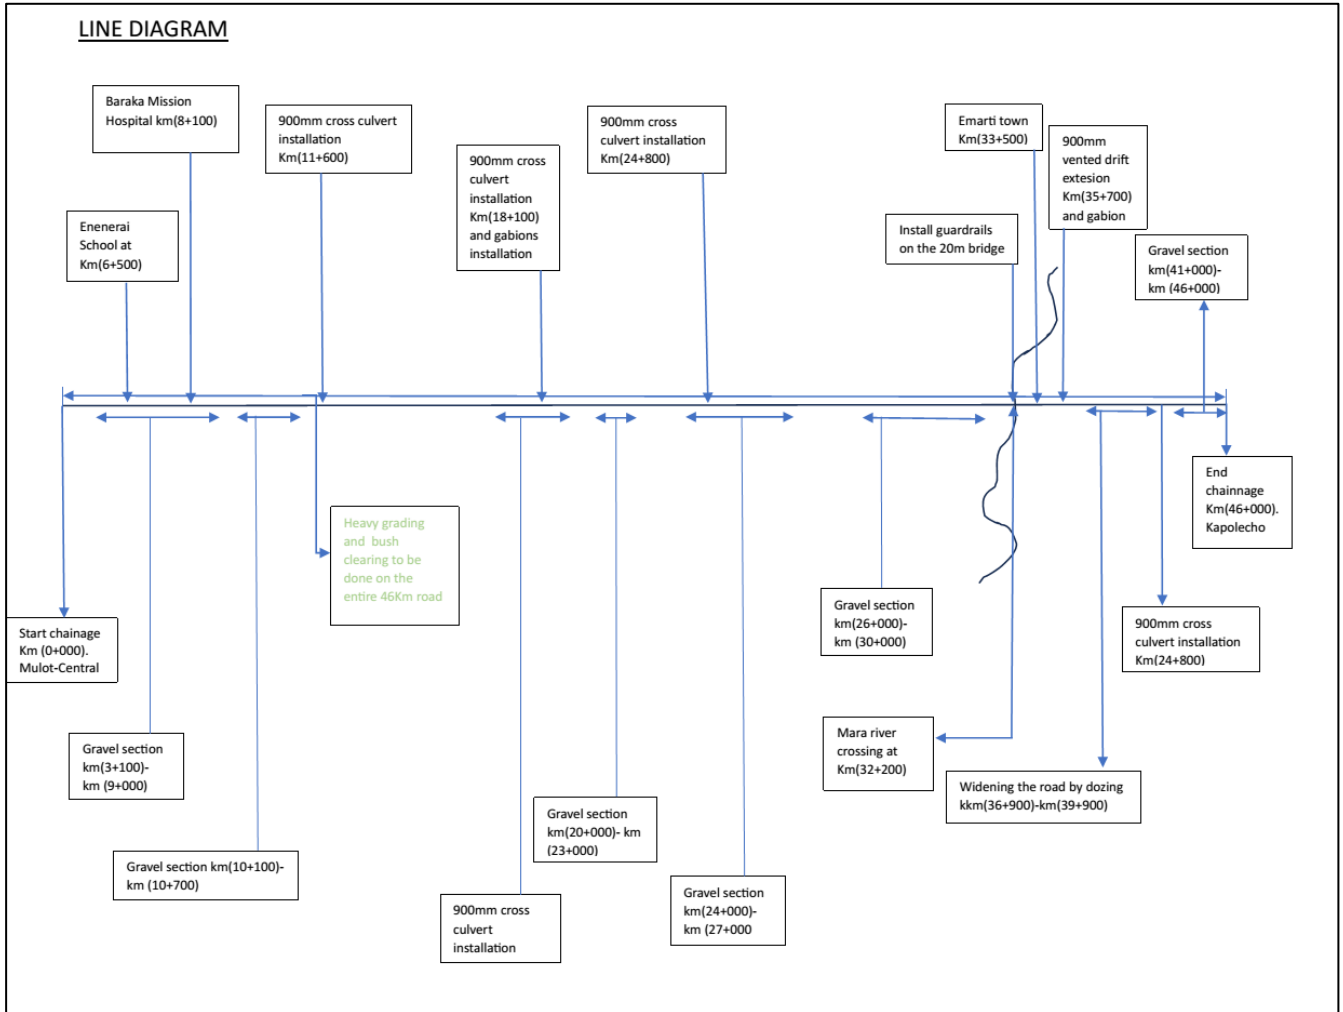 LINE DIAGRAM
Baraka Mission
Hospital km(8+100)
900mm cross culvert
installation
Km(11+600)
900mm cross
culvert
installation
Km(18+100)
and gabions
installation
900mm cross
culvert installation
Km(24+800)
Emarti town
Km(33+500)
900mm
vented drift
extesion
Km(35+700)
and gabion
Enenerai
School at
Km(6+500)
Install guardrails
on the 20m bridge
Gravel section
km(41+000)-
km (46+000)
Heavy grading
and bush
clearing to be
done on the
entire 46Km road
End
chainnage
Km(46+000).
Kapolecho
Start chainage
Km (0+000).
Mulot-Central
Gravel section
km(26+000)-
km (30+000)
900mm cross
culvert installation
Km(24+800)
Gravel section
km(3+100)-
km (9+000)
Mara river
crossing at
Km(32+200)
Widening the road by dozing
kkm(36+900)-km(39+900)
Gravel section
km(20+000)- km
(23+000)
Gravel section km(10+100)-
km (10+700)
900mm cross
culvert
installation
Gravel section
km(24+000)-
km (27+000